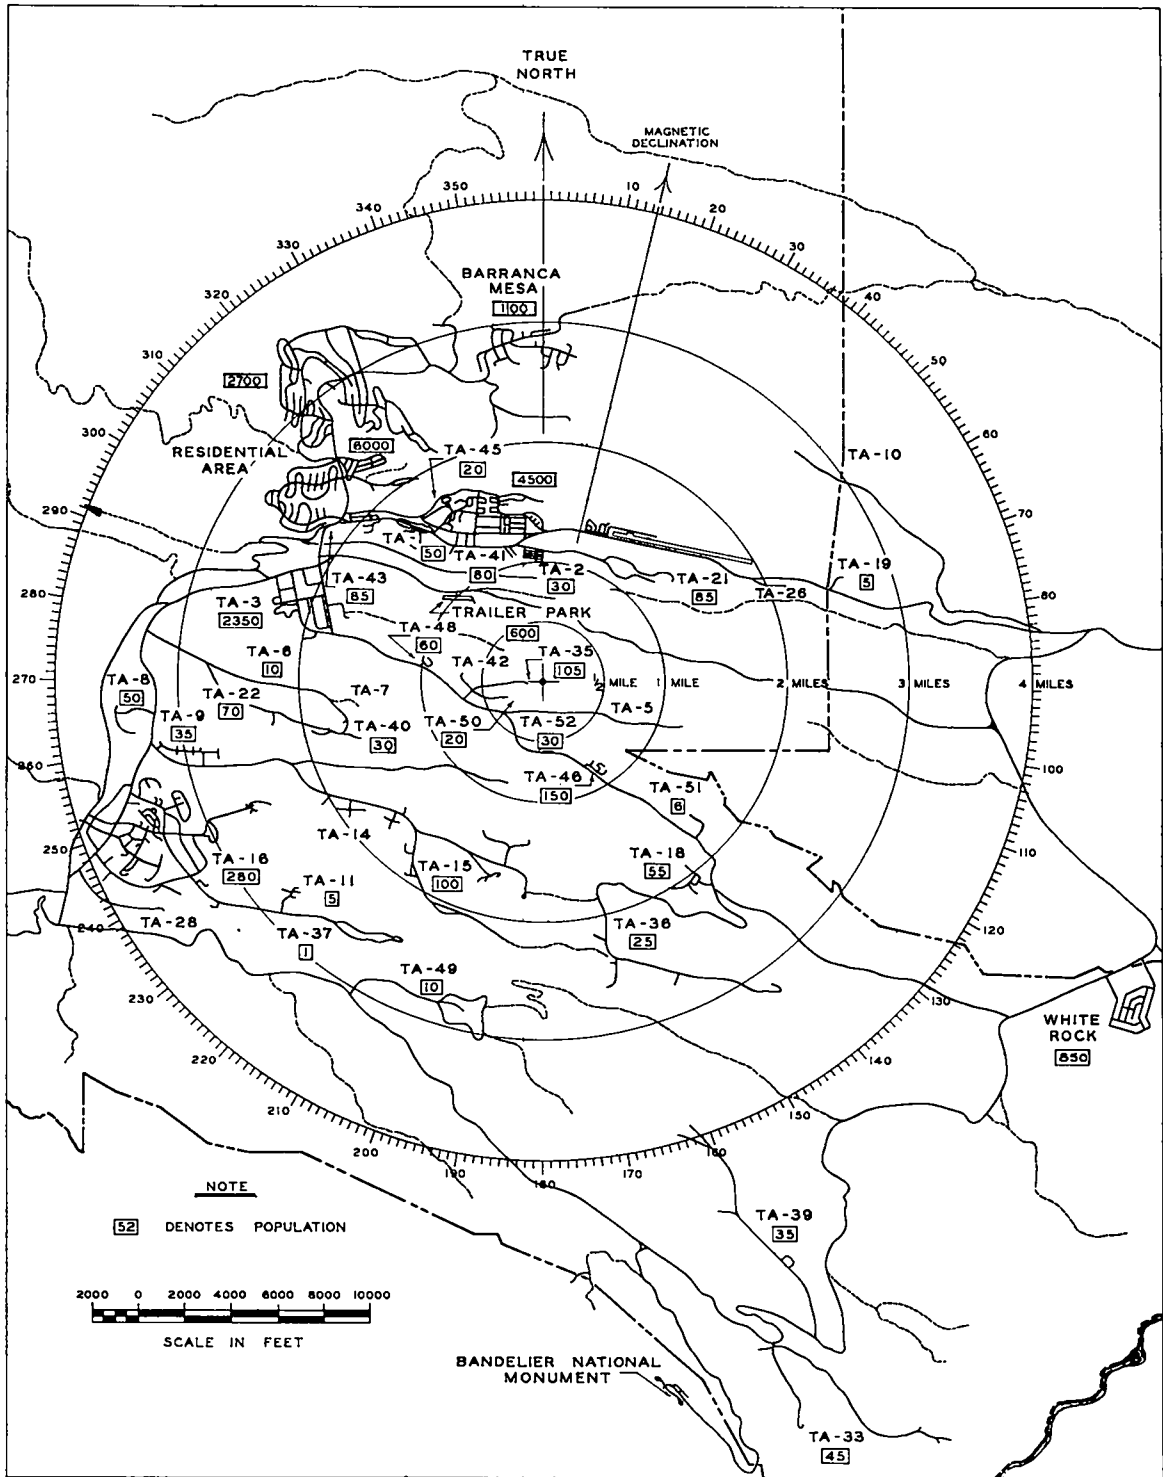 TRUE
NORTH
MAGNETIC
DECLINATION
350
10
340
20
330
30
BARRANCA
MESA
1100
320
40
310
50
2700
300
60
6000
RESIDENTIAL
AREA
TA-45
20
4500
TA-10
290
70
TA-1
50
TA-41
80
TA-2
30
TA-21
85
TA-19
5
TA-26
280
80
TA-43
85
TA-3
2350
TRAILER PARK
600
TA-48
60
TA-6
10
TA-42
TA-35
105
270
TA-8
50
TA-22
70
TA-7
1/2 MILE
1 MILE
2 MILES
3 MILES
4 MILES
TA-5
TA-9
35
TA-40
30
TA-50
20
TA-52
30
260
100
TA-46
150
TA-51
6
TA-14
250
110
TA-16
280
TA-11
5
TA-15
100
TA-18
55
240
TA-28
TA-37
1
TA-36
25
120
TA-49
10
230
130
WHITE
ROCK
850
220
140
210
150
200
160
190
180
170
NOTE
52 DENOTES POPULATION
TA-39
35
2000 0 2000 4000 6000 8000 10000
SCALE IN FEET
BANDELIER NATIONAL
MONUMENT
TA-33
45